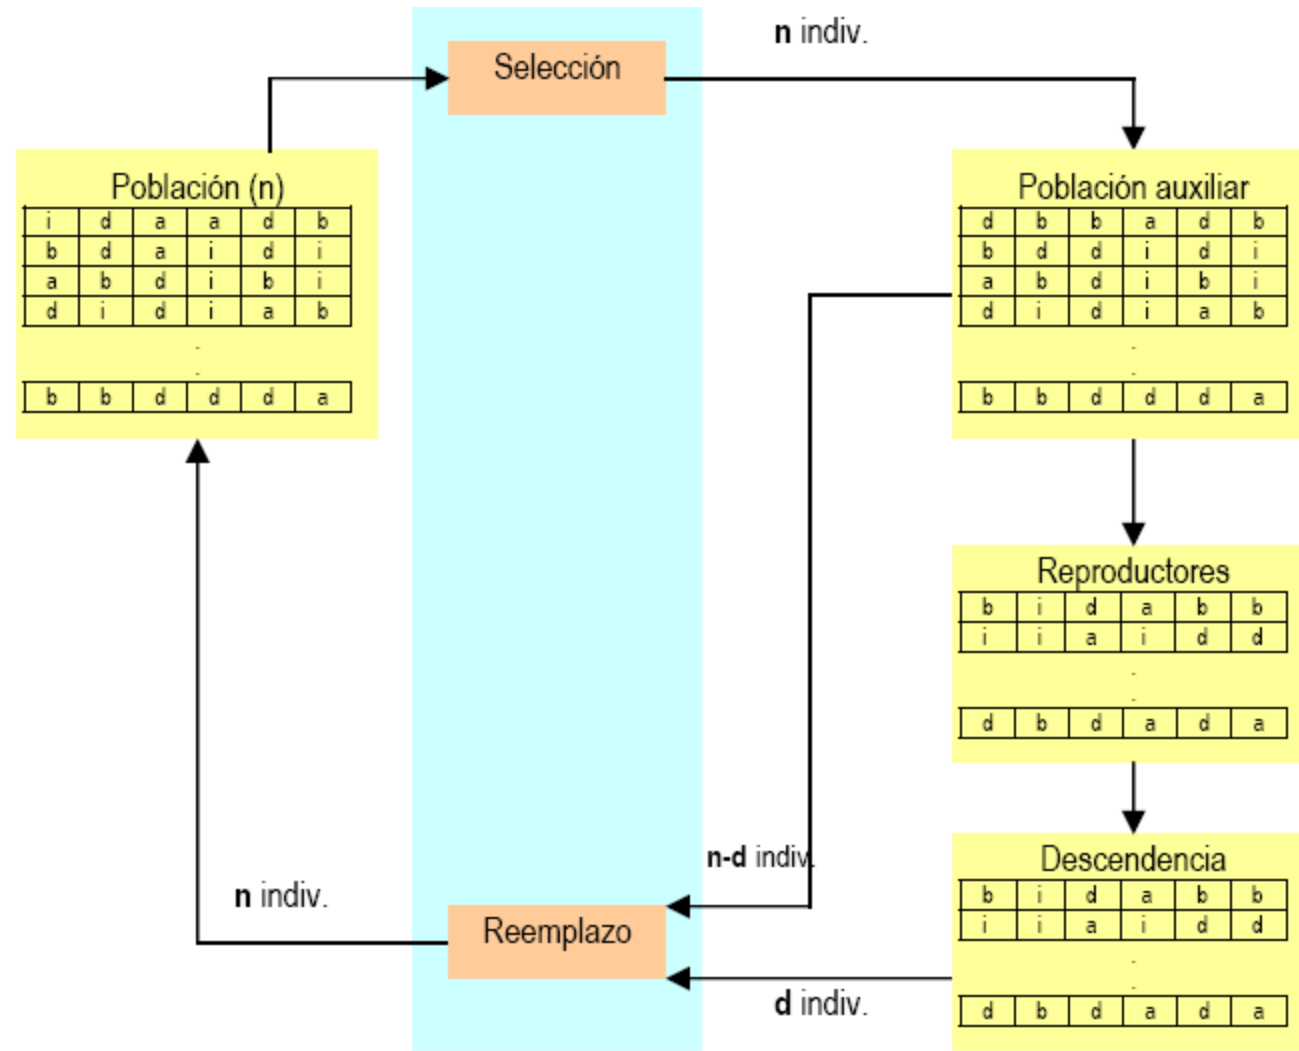 n indiv.
Selección
Población (n)
i d a a d b
b d a i d i
a b d i b i
d i d i a b
.
.
b b d d d a
Población auxiliar
d b b a d b
b d d i d i
a b d i b i
d i d i a b
.
.
b b d d d a
Reproductores
b i d a b b
i i a i d d
.
.
d b d a d a
n-d indiv.
Descendencia
b i d a b b
i i a i d d
.
.
d b d a d a
n indiv.
Reemplazo
d indiv.